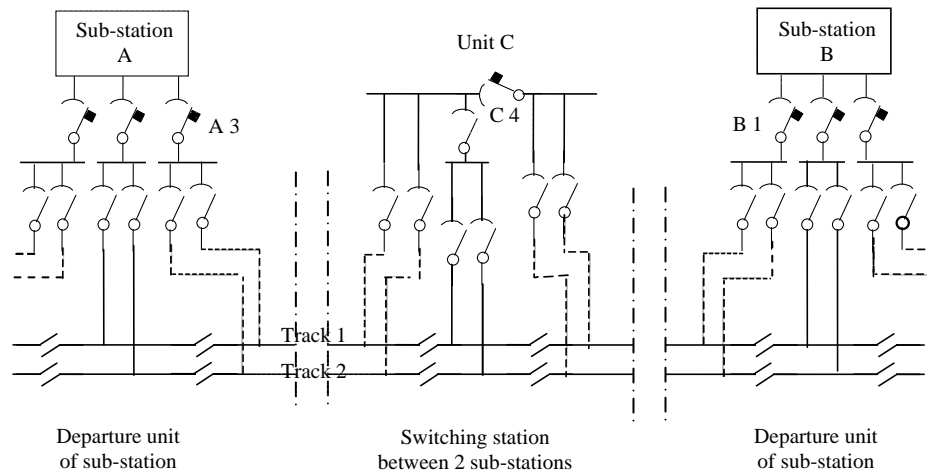 Sub-station
A
Unit C
Sub-station
B
A 3
C 4
B 1
Track 1
Track 2
Departure unit
of sub-station
Switching station
between 2 sub-stations
Departure unit
of sub-station